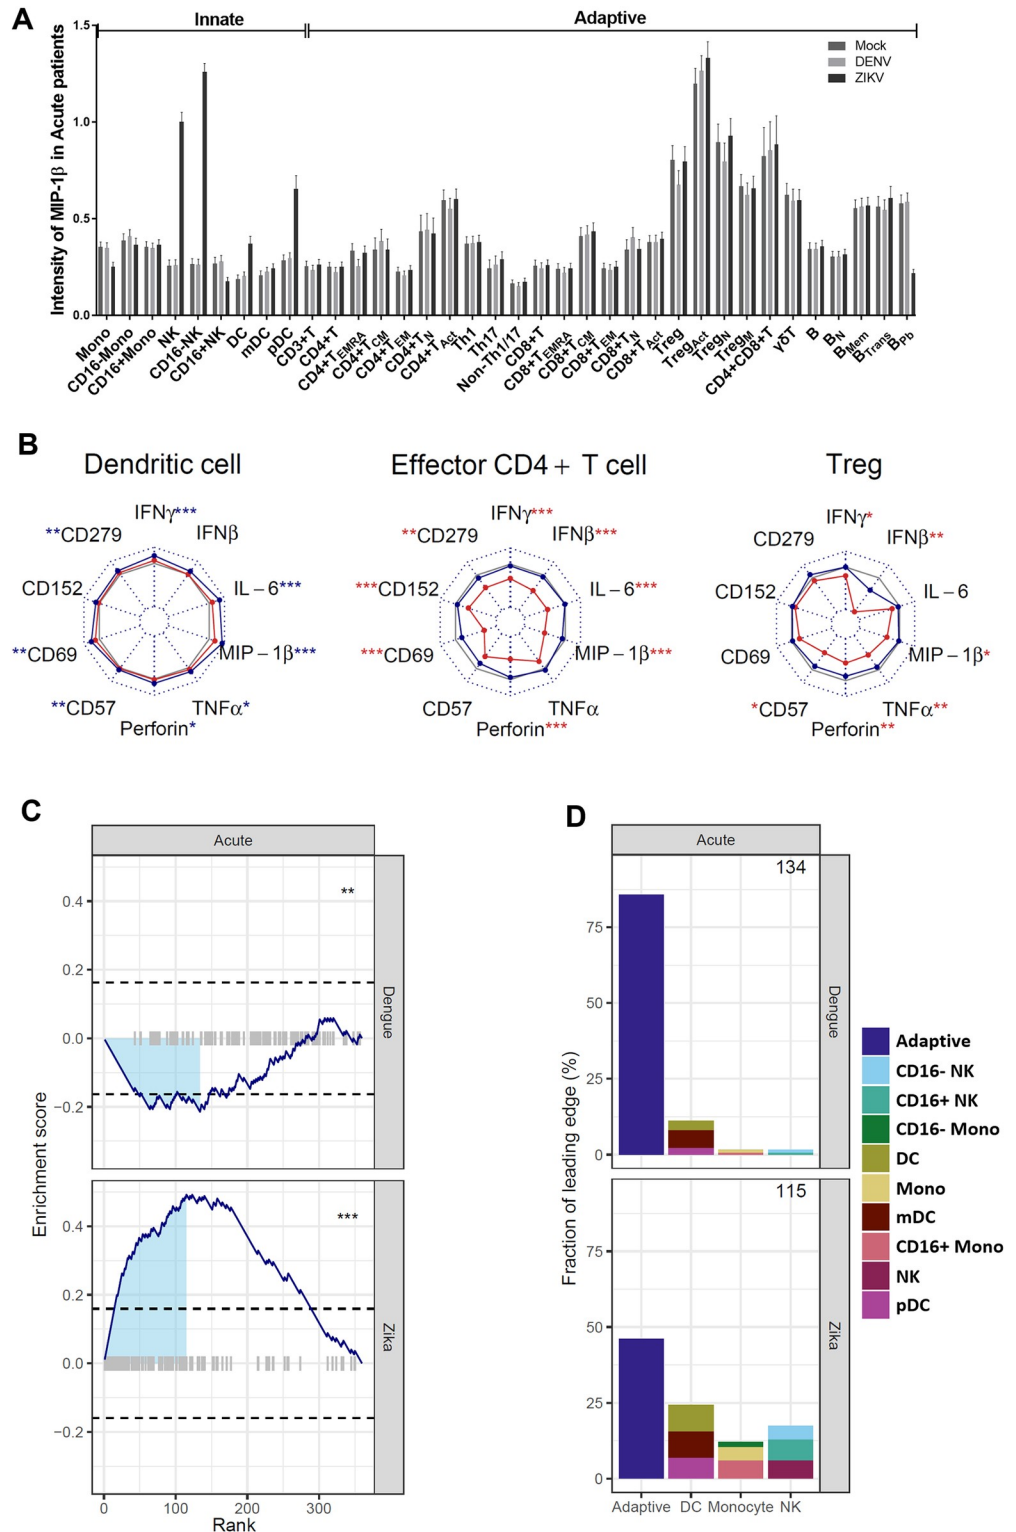 A
Innate
Adaptive
Intensity of MIP-1β in Acute patients
1.5
1.0
0.5
0.0
Mock
DENV
ZIKV
Mono
CD16-Mono
CD16+Mono
NK
CD16-NK
CD16+NK
DC
mDC
pDC
CD3+T
CD4+T
CD4+TEMRA
CD4+TCM
CD4+TEM
CD4+TN
CD4+TAct
Th1
Th17
Non-Th1/17
CD8+T
CD8+TEMRA
CD8+TCM
CD8+TEM
CD8+TN
CD8+TAct
Treg
TregAct
TregN
TregM
CD4+CD8+T
γδT
B
BN
BMem
BTrans
BPb
B
Dendritic cell
IFNγ***
**CD279
IFNβ
CD152
IL – 6***
**CD69
MIP – 1β***
**CD57
TNFα*
Perforin*
Effector CD4 + T cell
IFNγ***
**CD279
IFNβ***
***CD152
IL – 6***
***CD69
MIP – 1β***
CD57
TNFα
Perforin***
Treg
IFNγ*
CD279
IFNβ**
CD152
IL – 6
CD69
MIP – 1β*
*CD57
TNFα**
Perforin**
C
Acute
Enrichment score
0.4
0.2
0.0
−0.2
**
Dengue
0.4
0.2
0.0
−0.2
***
Zika
0
100
200
300
Rank
D
Acute
Fraction of leading edge (%)
134
75
50
25
0
Dengue
115
75
50
25
0
Zika
Adaptive
DC
Monocyte
NK
Adaptive
CD16- NK
CD16+ NK
CD16- Mono
DC
Mono
mDC
CD16+ Mono
NK
pDC